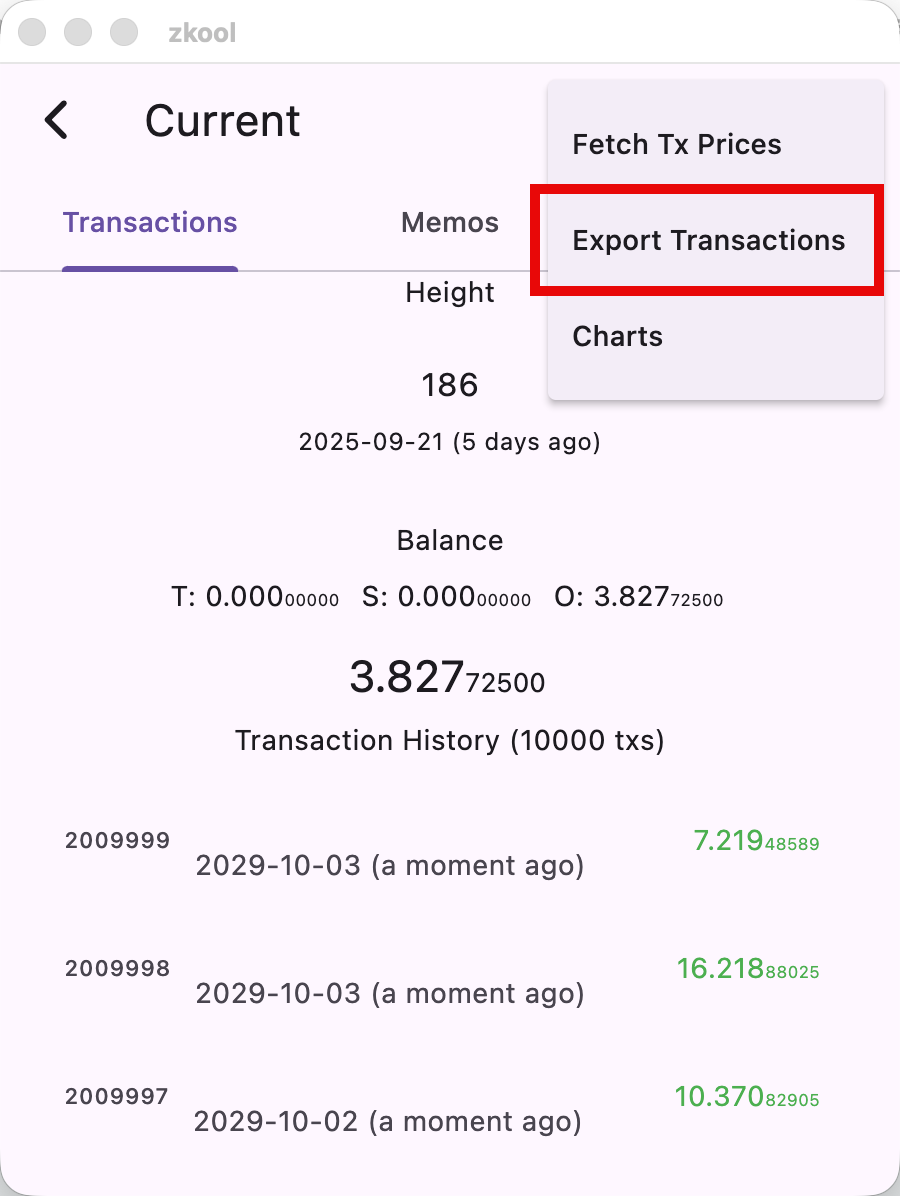 zkool
Current
Fetch Tx Prices
Transactions
Memos
Export Transactions
Height
Charts
186
2025-09-21 (5 days ago)
Balance
T: 0.00000000 S: 0.00000000 O: 3.82772500
3.82772500
Transaction History (10000 txs)
2009999
7.21948589
2029-10-03 (a moment ago)
2009998
16.21888025
2029-10-03 (a moment ago)
2009997
10.37082905
2029-10-02 (a moment ago)